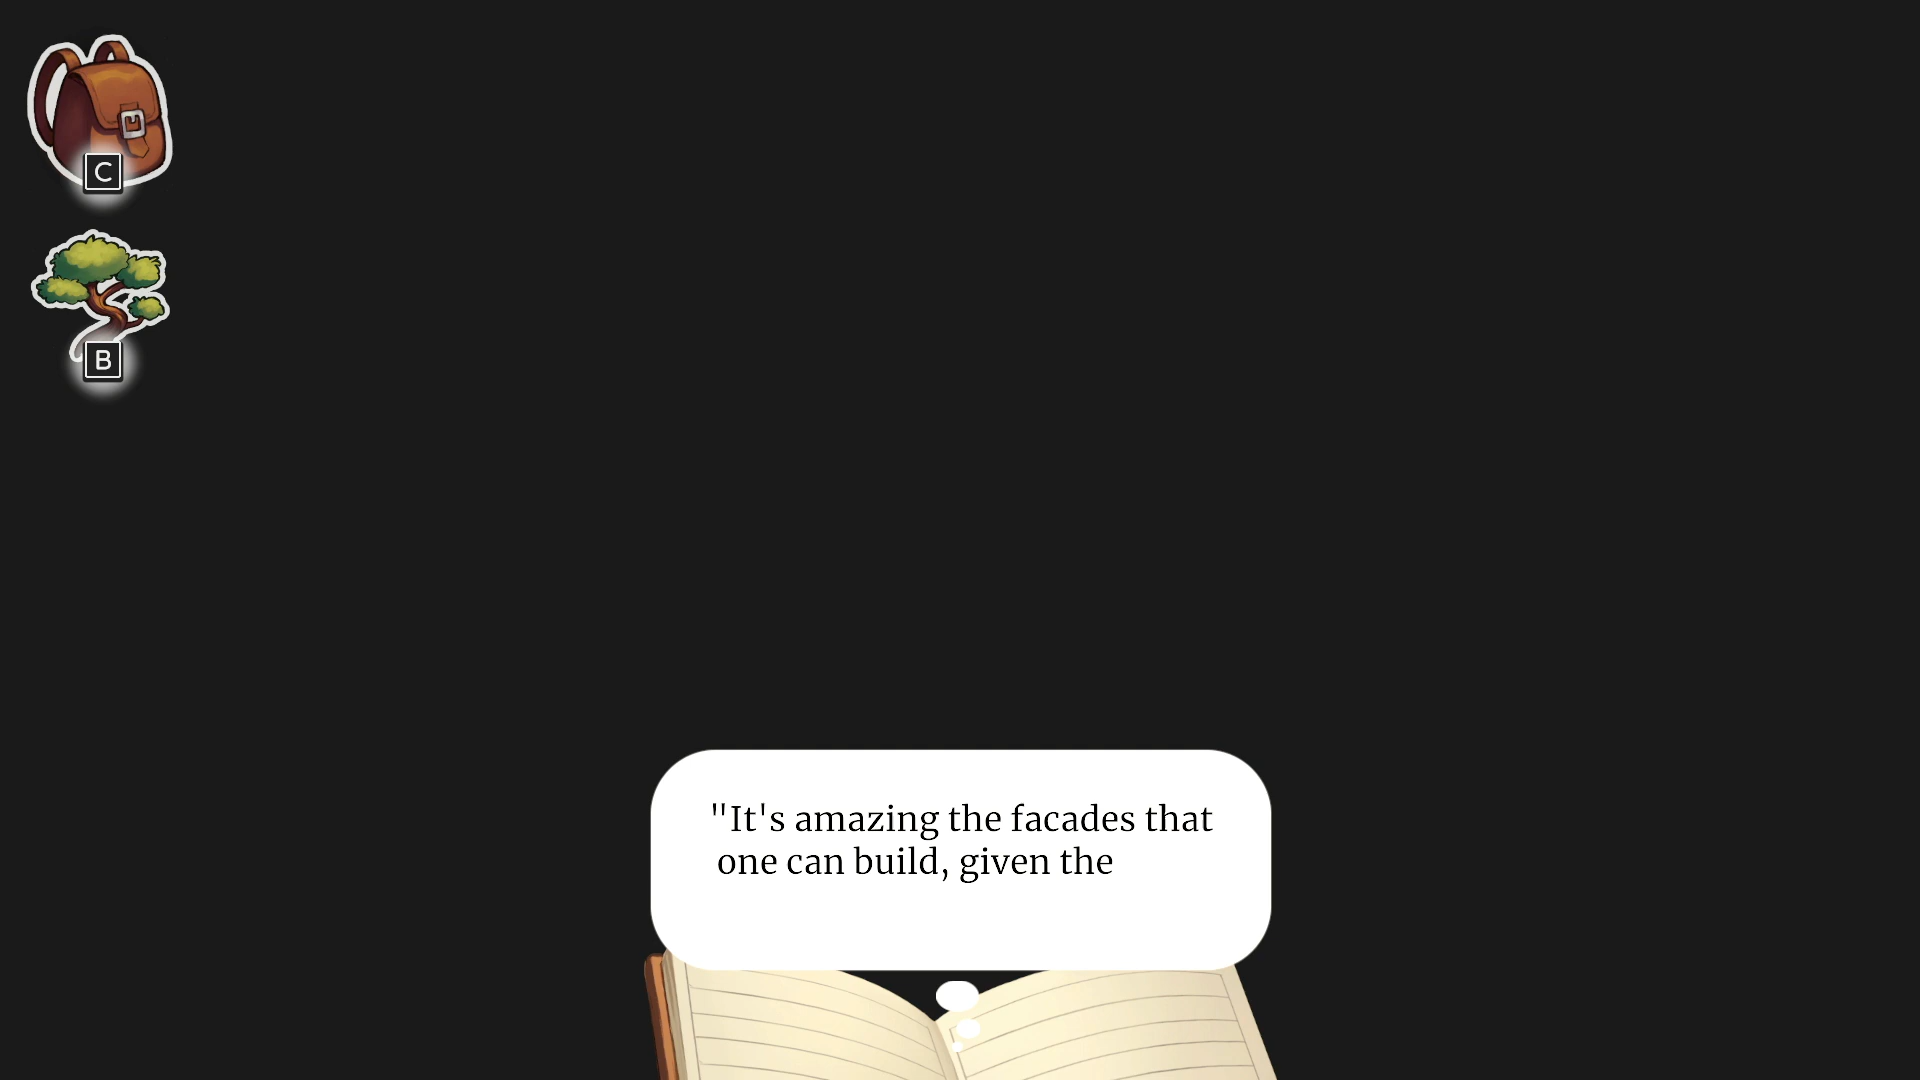 C
B
"It's amazing the facades that
one can build, given the